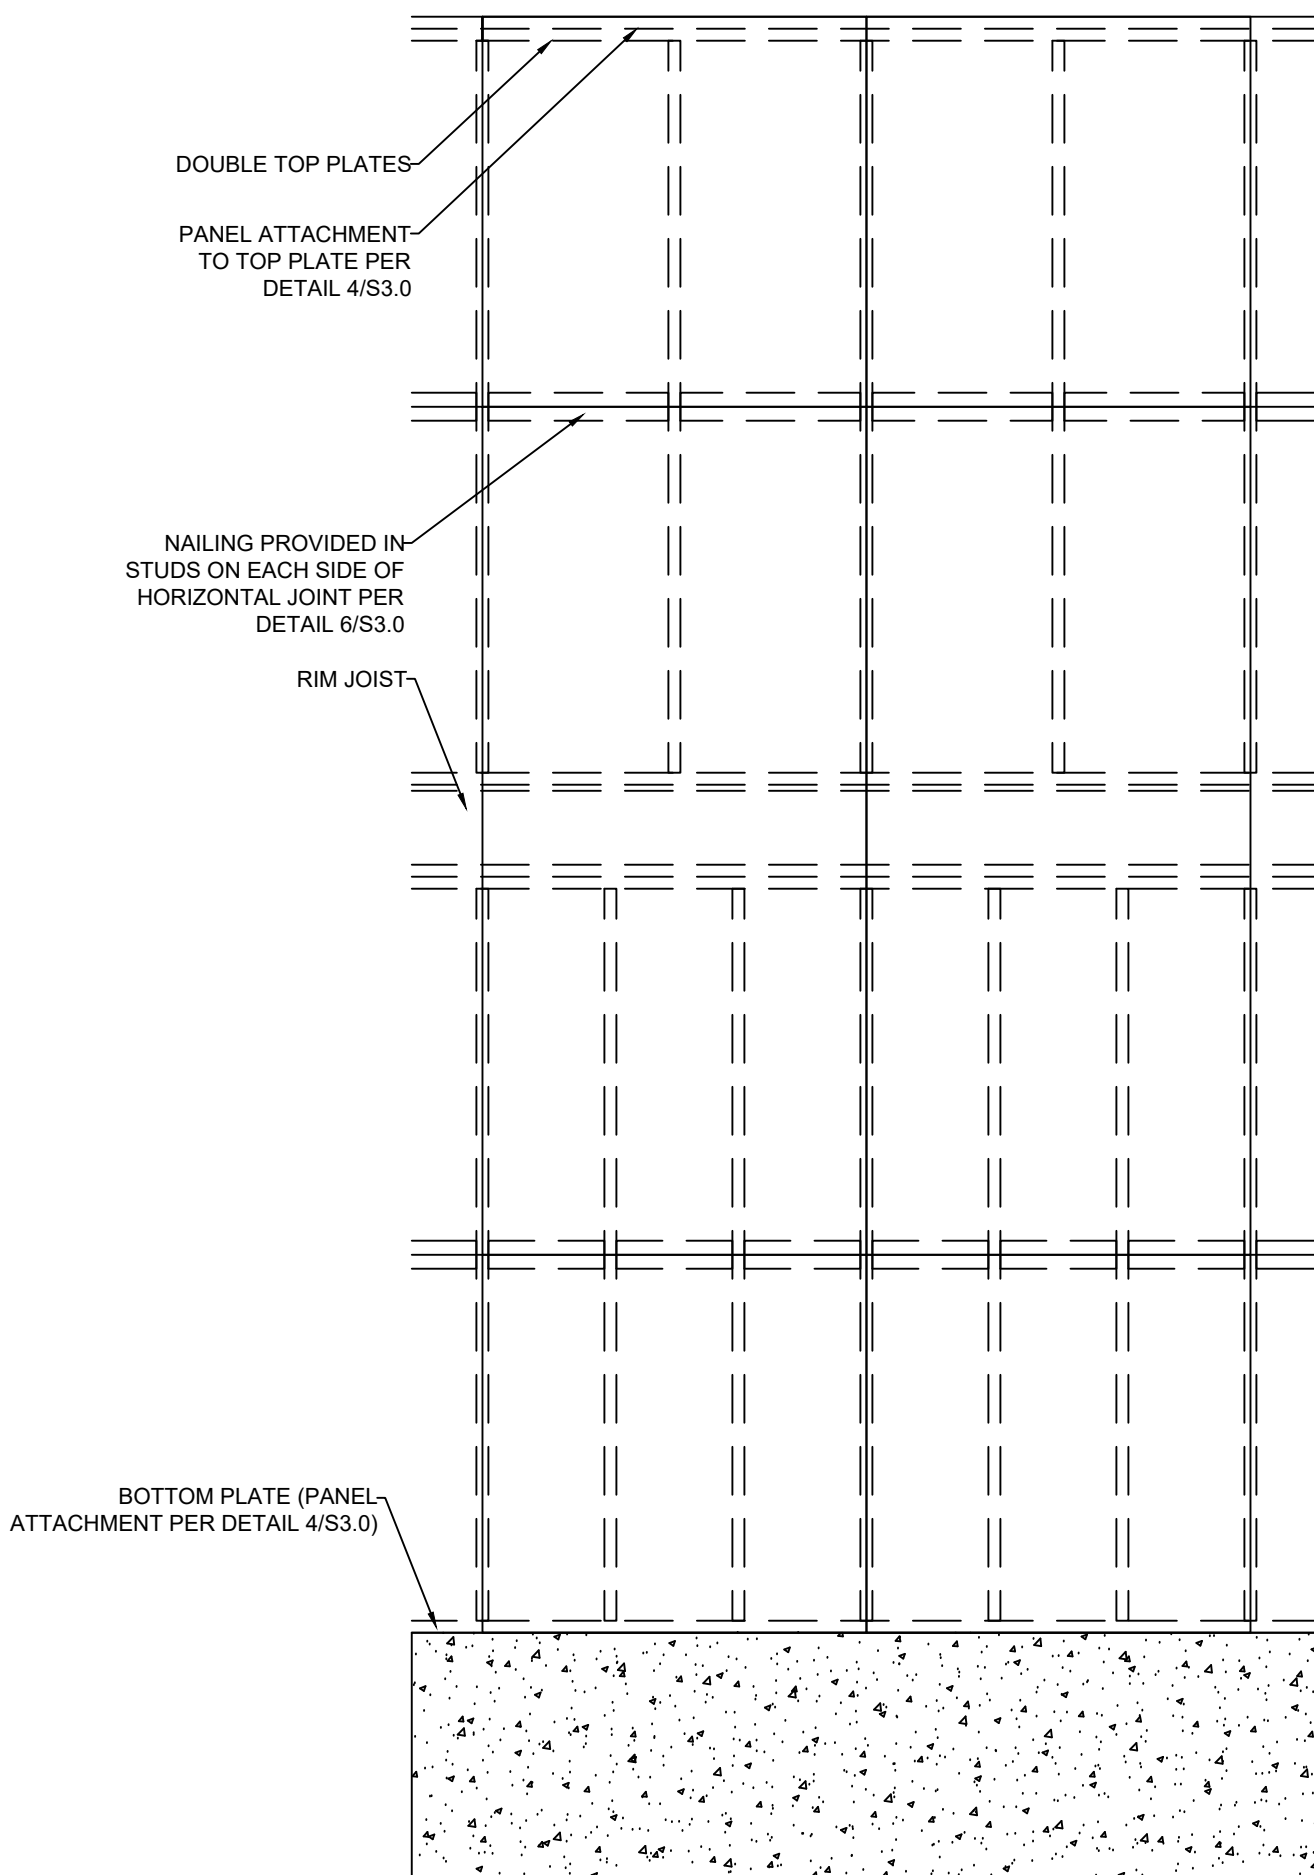 DOUBLE TOP PLATES
PANEL ATTACHMENT
TO TOP PLATE PER
DETAIL 4/S3.0
NAILING PROVIDED IN
STUDS ON EACH SIDE OF
HORIZONTAL JOINT PER
DETAIL 6/S3.0
RIM JOIST
BOTTOM PLATE (PANEL
ATTACHMENT PER DETAIL 4/S3.0)